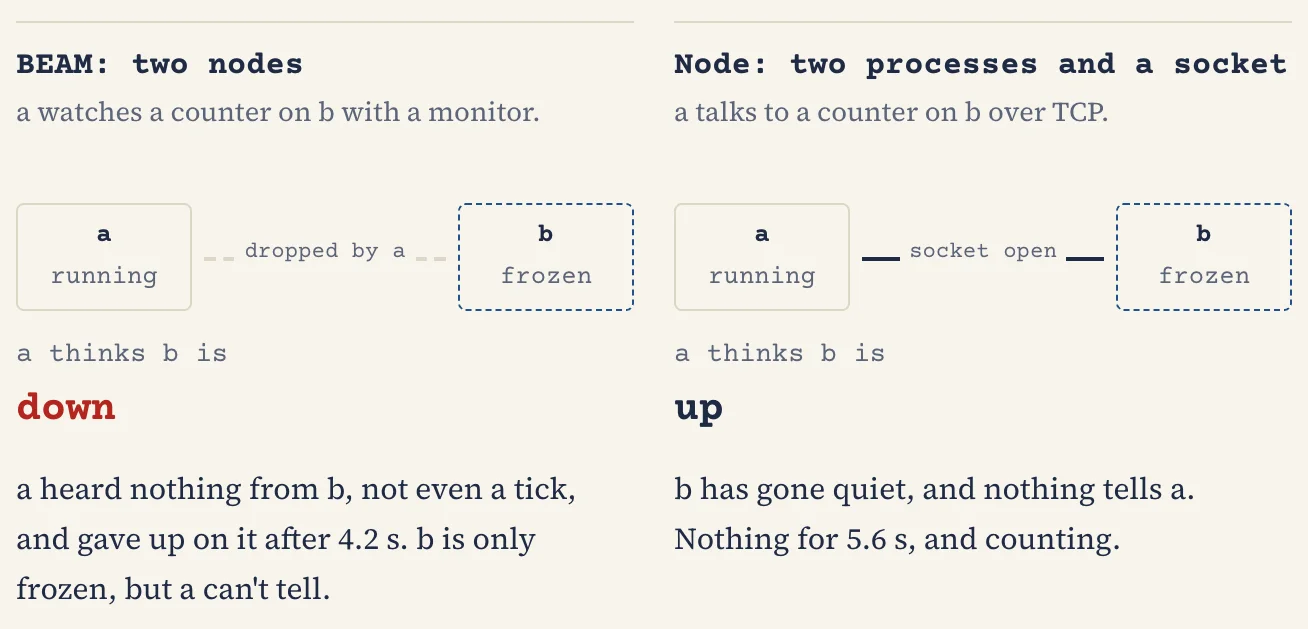 BEAM: two nodes
a watches a counter on b with a monitor.
a
running
dropped by a
b
frozen
a thinks b is
down
a heard nothing from b, not even a tick,
and gave up on it after 4.2 s. b is only
frozen, but a can't tell.
Node: two processes and a socket
a talks to a counter on b over TCP.
a
running
socket open
b
frozen
a thinks b is
up
b has gone quiet, and nothing tells a.
Nothing for 5.6 s, and counting.